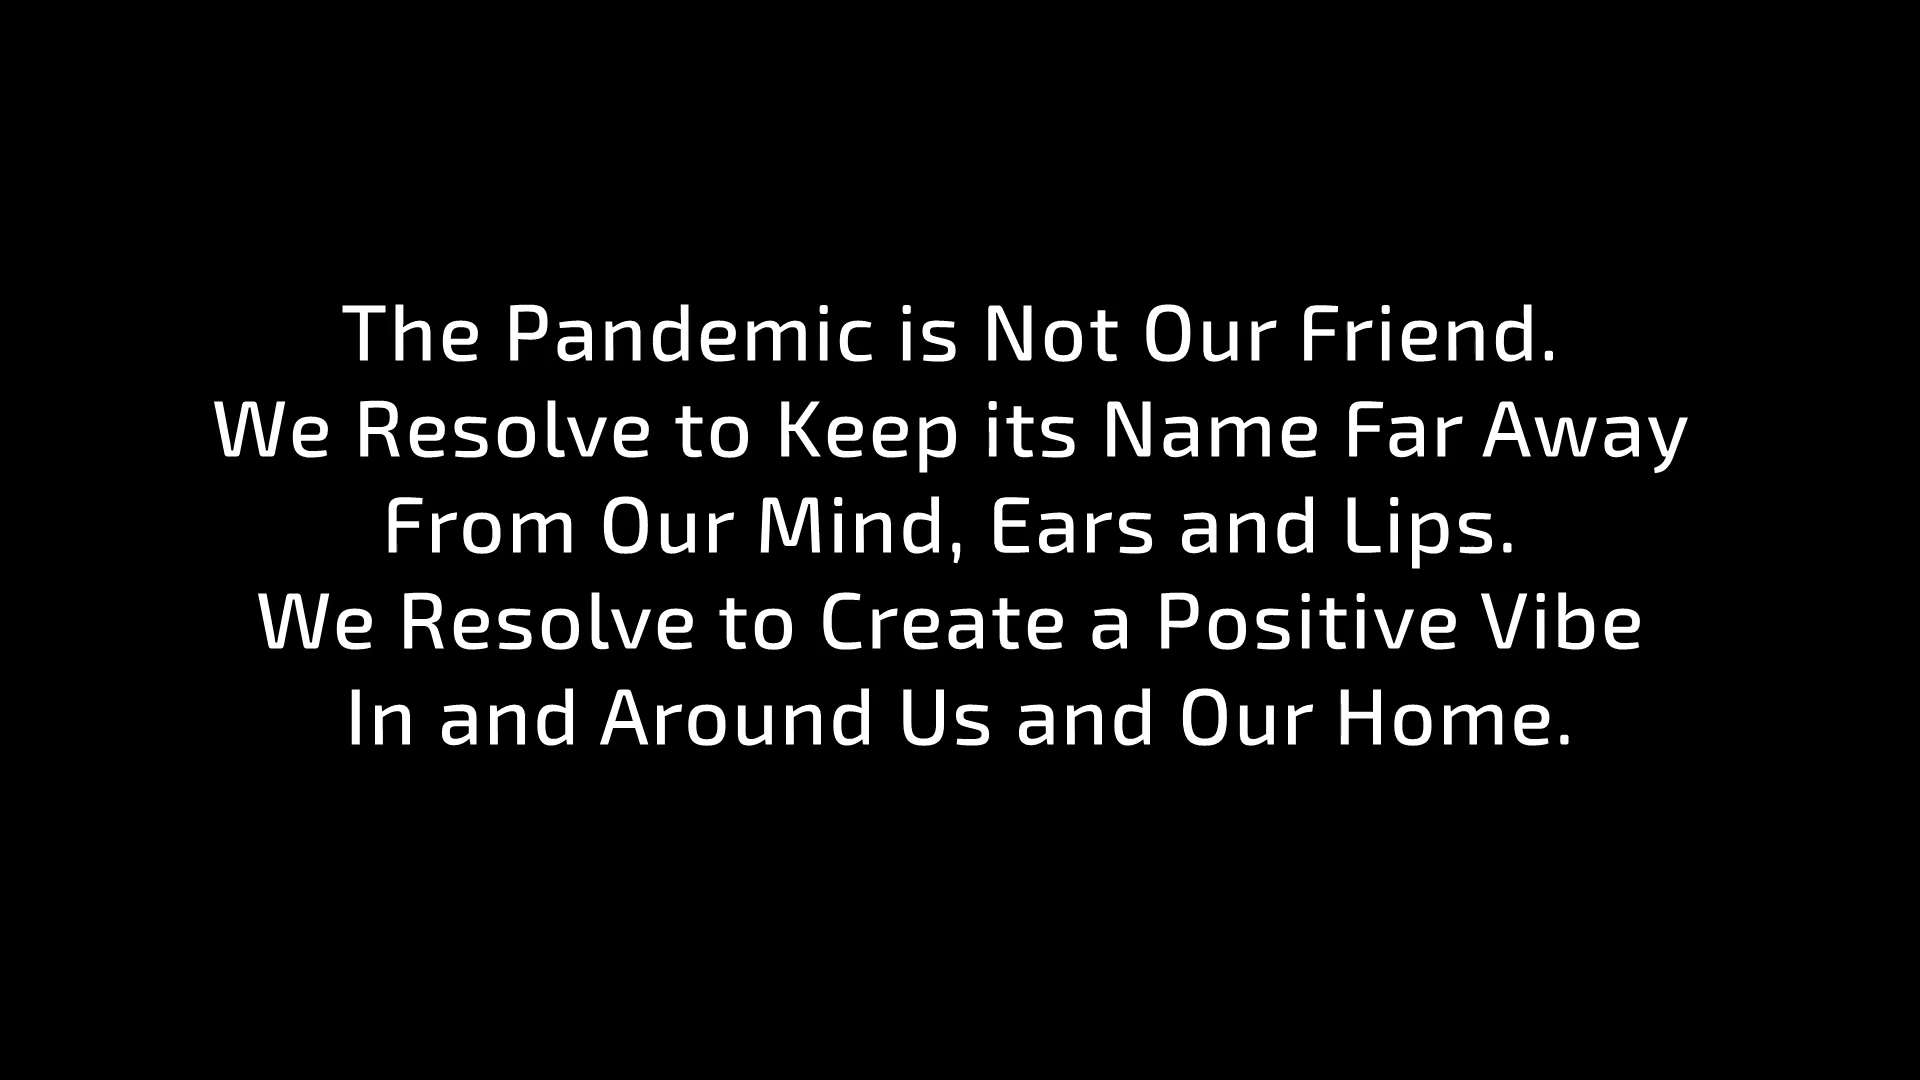 The Pandemic is Not Our Friend.
We Resolve to Keep its Name Far Away
From Our Mind, Ears and Lips.
We Resolve to Create a Positive Vibe
In and Around Us and Our Home.